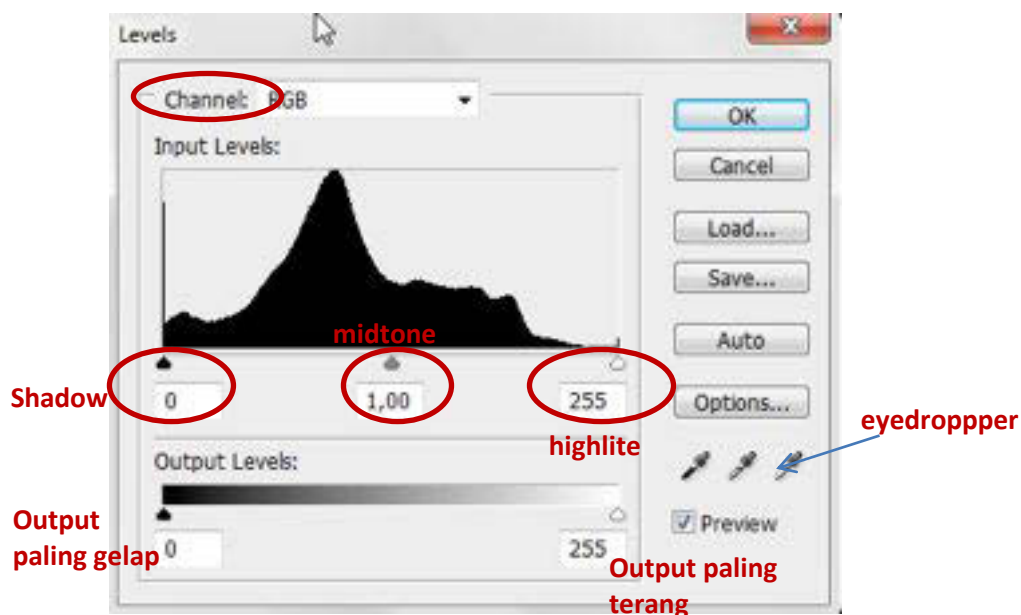 Levels
Channel: RGB
OK
Input Levels:
Cancel
Load...
Save...
midtone
Auto
Shadow
0
1,00
255
Options...
highlite
eyedroppper
Output Levels:
Output
paling gelap
0
255
Preview
Output paling
terang